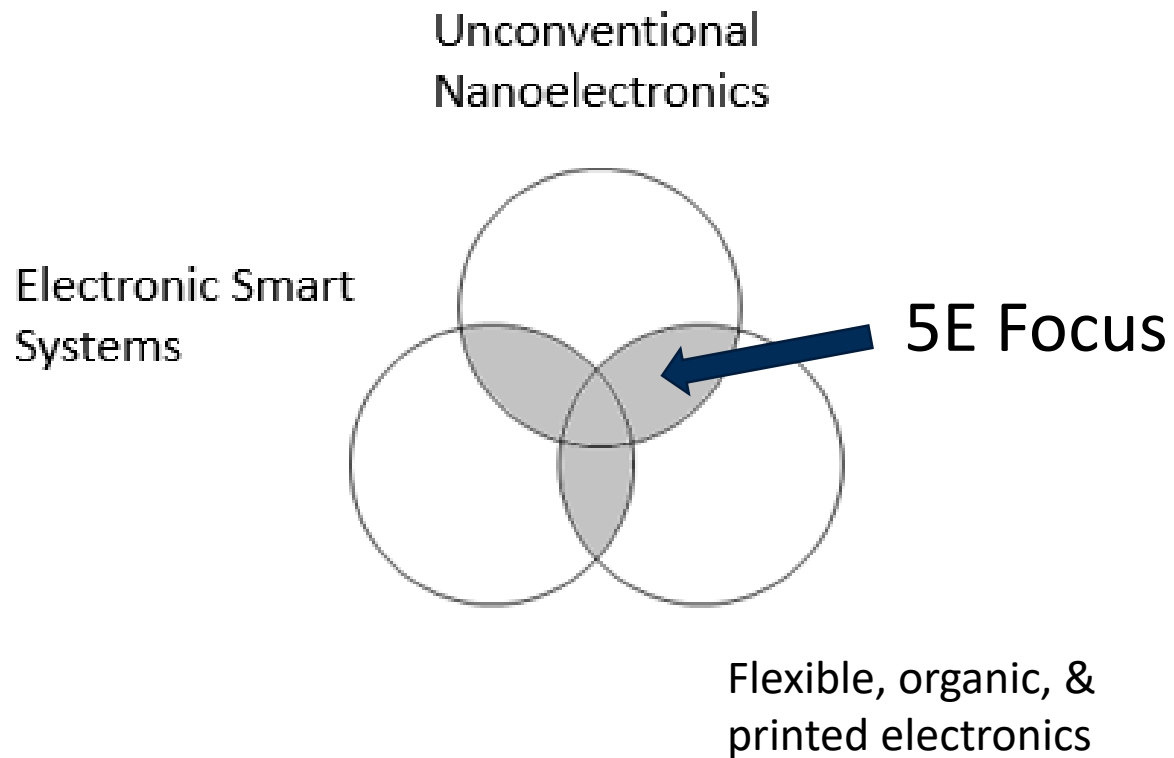 Unconventional
Nanoelectronics
Electronic Smart
Systems
5E Focus
Flexible, organic, &
printed electronics